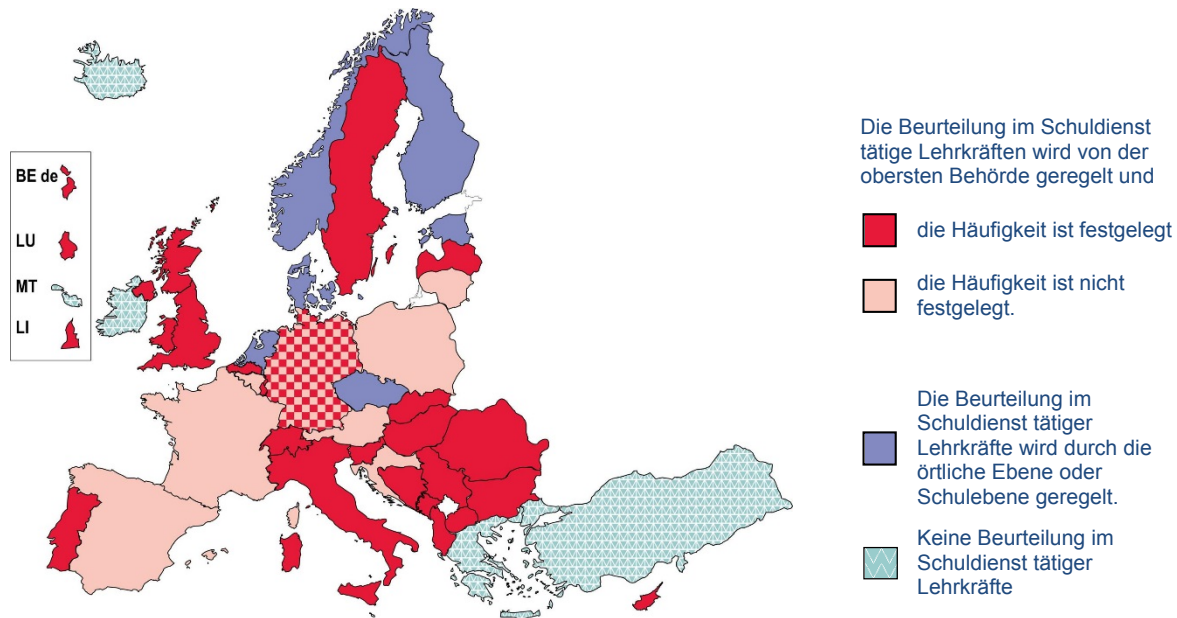 BE de
LU
MT
LI
Die Beurteilung im Schuldienst
tätige Lehrkräften wird von der
obersten Behörde geregelt und
die Häufigkeit ist festgelegt
die Häufigkeit ist nicht
festgelegt.
Die Beurteilung im
Schuldienst tätiger
Lehrkräfte wird durch die
örtliche Ebene oder
Schulebene geregelt.
Keine Beurteilung im
Schuldienst tätiger
Lehrkräfte